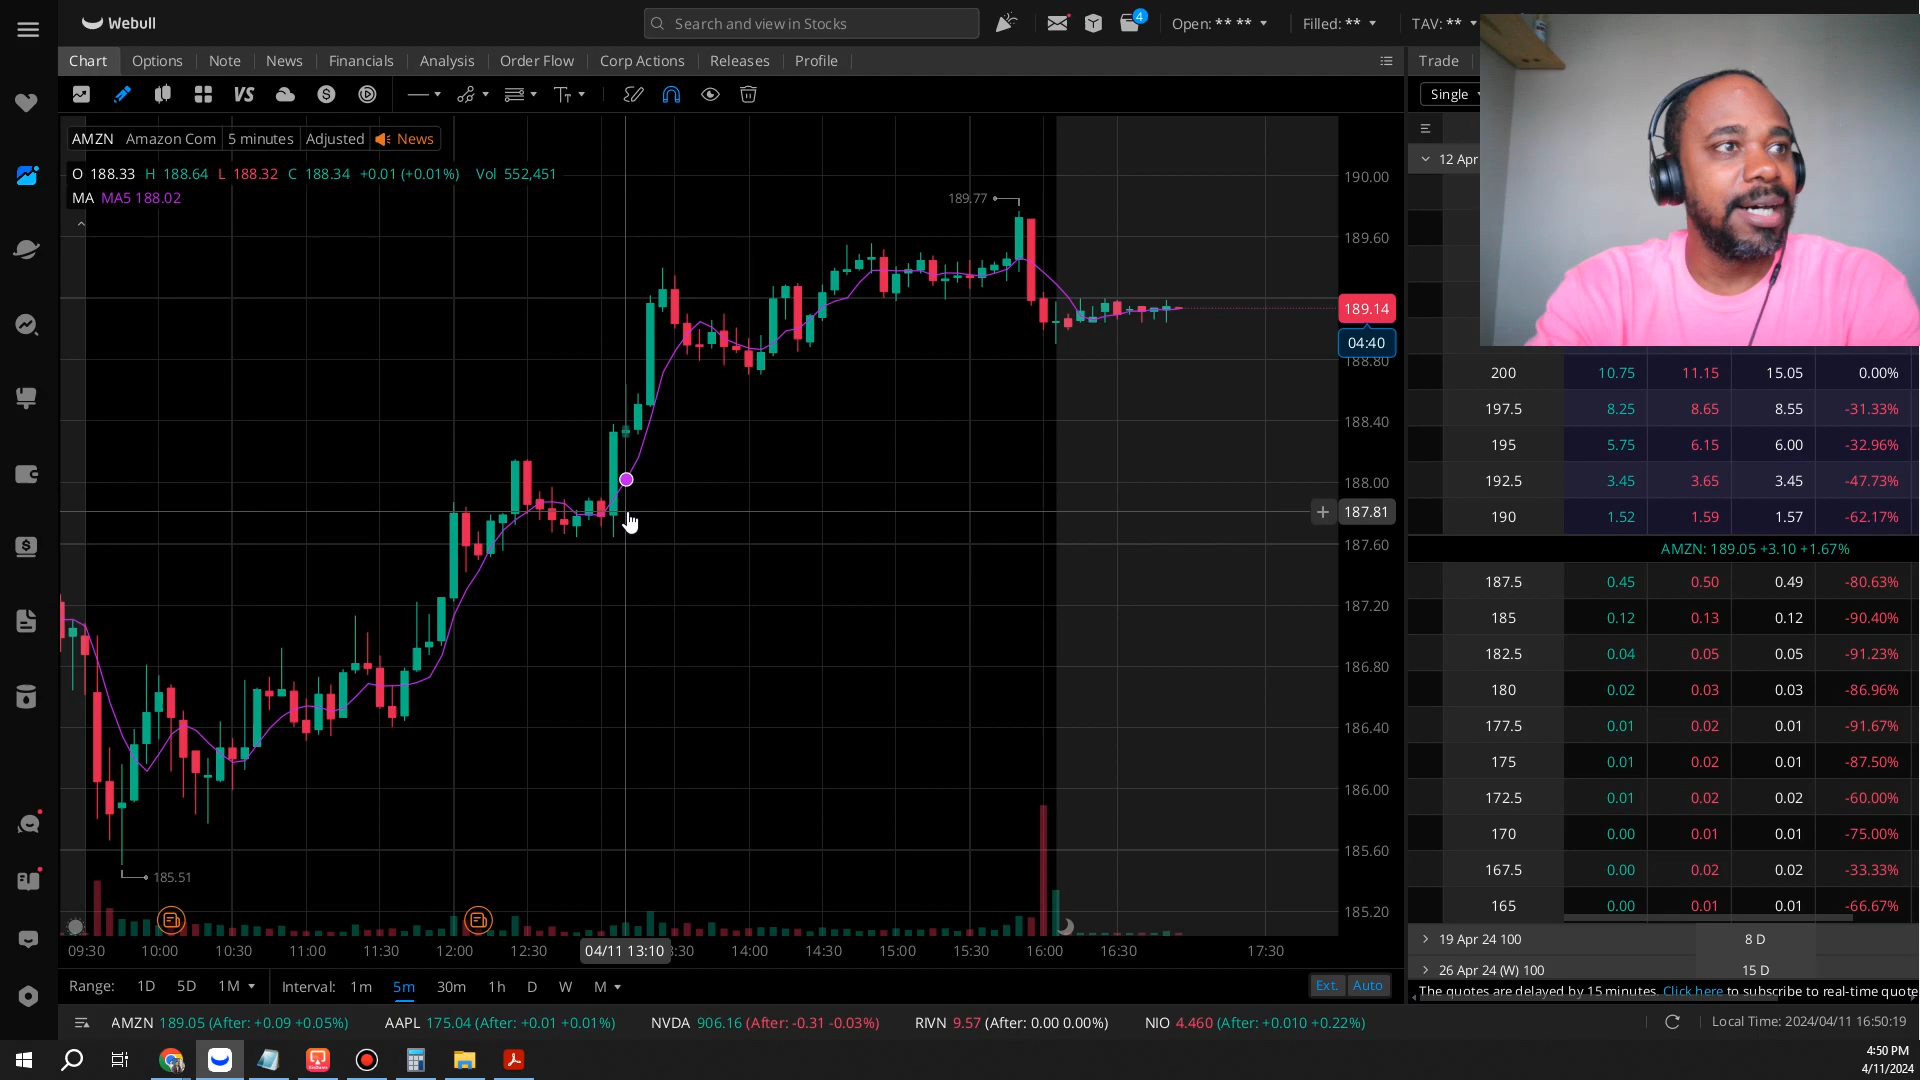 Webull
Search and view in Stocks
4
Open: ** **
Filled: **
TAV: **
Chart
Options
Note
News
Financials
Analysis
Order Flow
Corp Actions
Releases
Profile
Trade
VS
Single
AMZN Amazon Com 5 minutes Adjusted News
O 188.33 H 188.64 L 188.32 C 188.34 +0.01 (+0.01%) Vol 552,451
MA MA5 188.02
12 Apr
189.77
190.00
189.60
189.14
04:40
188.80
188.40
188.00
187.81
187.60
187.20
186.80
186.40
186.00
185.60
185.20
185.51
200 10.75 11.15 15.05 0.00%
197.5 8.25 8.65 8.55 -31.33%
195 5.75 6.15 6.00 -32.96%
192.5 3.45 3.65 3.45 -47.73%
190 1.52 1.59 1.57 -62.17%
AMZN: 189.05 +3.10 +1.67%
187.5 0.45 0.50 0.49 -80.63%
185 0.12 0.13 0.12 -90.40%
182.5 0.04 0.05 0.05 -91.23%
180 0.02 0.03 0.03 -86.96%
177.5 0.01 0.02 0.01 -91.67%
175 0.01 0.02 0.01 -87.50%
172.5 0.01 0.02 0.02 -60.00%
170 0.00 0.01 0.01 -75.00%
167.5 0.00 0.02 0.02 -33.33%
165 0.00 0.01 0.01 -66.67%
19 Apr 24 100 8 D
26 Apr 24 (W) 100 15 D
The quotes are delayed by 15 minutes. Click here to subscribe to real-time quote
09:30 10:00 10:30 11:00 11:30 12:00 12:30 04/11 13:10 :30 14:00 14:30 15:00 15:30 16:00 16:30 17:30
Range: 1D 5D 1M Interval: 1m 5m 30m 1h D W M
Ext. Auto
AMZN 189.05 (After: +0.09 +0.05%) AAPL 175.04 (After: +0.01 +0.01%) NVDA 906.16 (After: -0.31 -0.03%) RIVN 9.57 (After: 0.00 0.00%) NIO 4.460 (After: +0.010 +0.22%)
Local Time: 2024/04/11 16:50:19
4:50 PM
4/11/2024